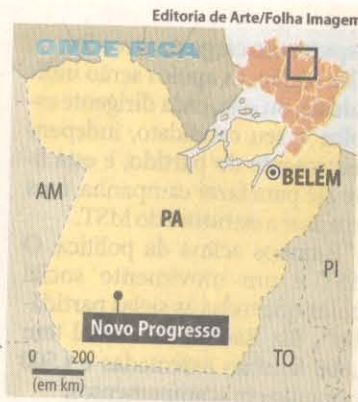 Editoria de Arte/Folha Imagem
ONDE FICA
BELÉM
AM
PA
PI
Novo Progresso
TO
0 200
(em km)